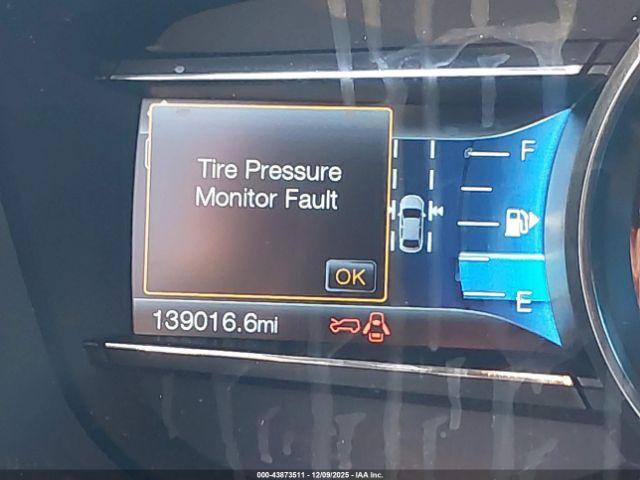 Tire Pressure
Monitor Fault
OK
F
E
139016.6mi
000-43873511 - 12/09/2025 - IAA Inc.